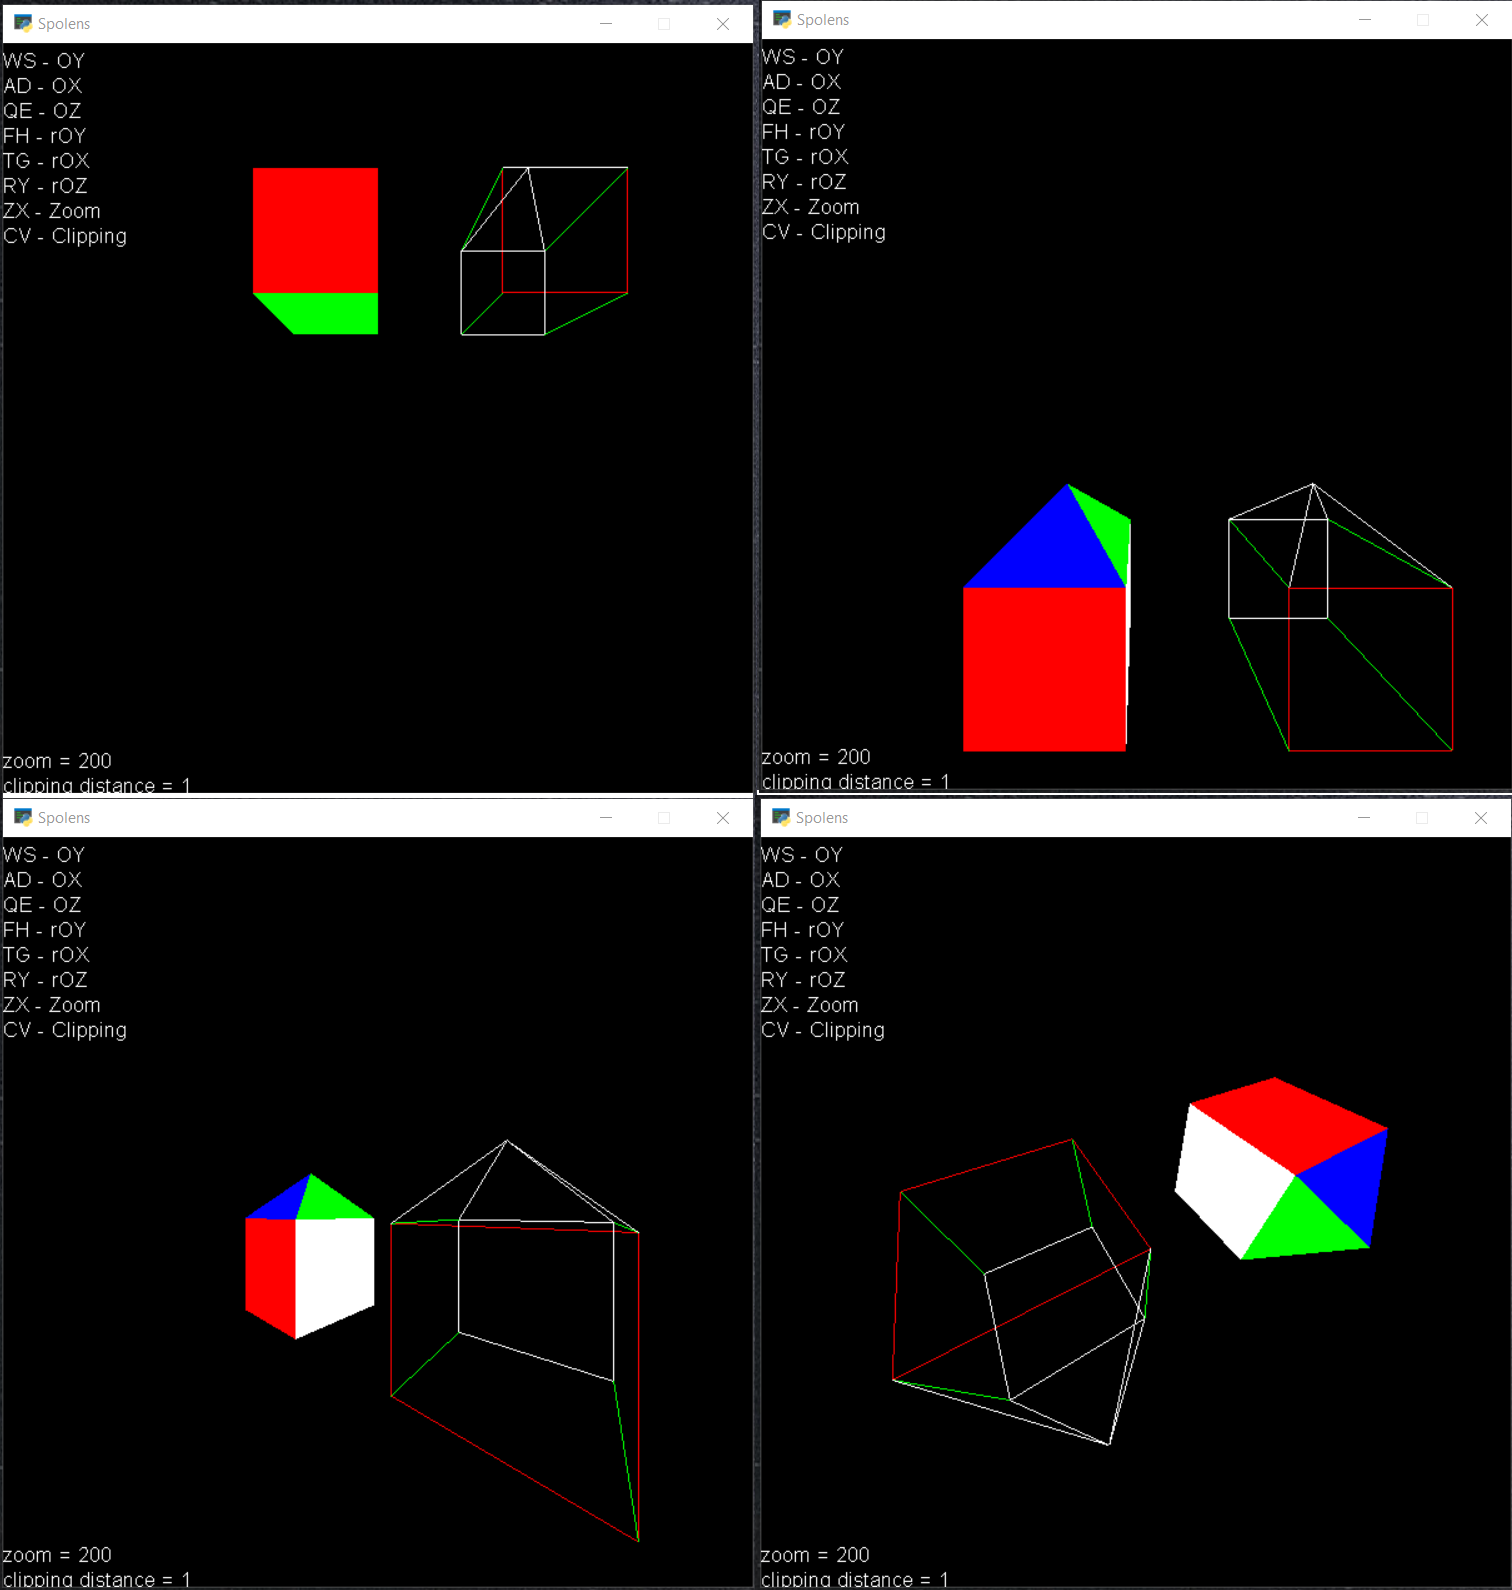 Spolens
WS - OY
AD - OX
QE - OZ
FH - rOY
TG - rOX
RY - rOZ
ZX - Zoom
CV - Clipping
zoom = 200
clipping distance = 1
Spolens
WS - OY
AD - OX
QE - OZ
FH - rOY
TG - rOX
RY - rOZ
ZX - Zoom
CV - Clipping
zoom = 200
clipping distance = 1
Spolens
WS - OY
AD - OX
QE - OZ
FH - rOY
TG - rOX
RY - rOZ
ZX - Zoom
CV - Clipping
zoom = 200
clipping distance = 1
Spolens
WS - OY
AD - OX
QE - OZ
FH - rOY
TG - rOX
RY - rOZ
ZX - Zoom
CV - Clipping
zoom = 200
clipping distance = 1